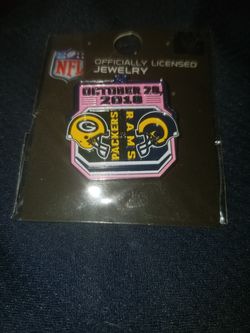 NFL
OFFICIALLY LICENSED
JEWELRY
OCTOBER 28,
2018
G
PACKERS
RAMS